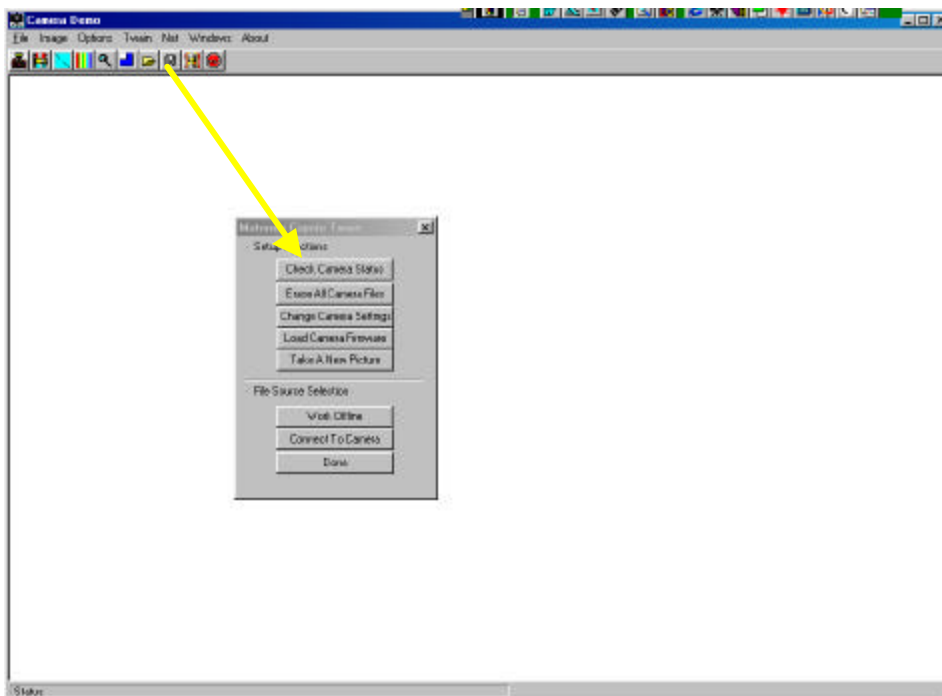 Camera Demo
File Image Options Twain Net Windows About
Setup
Check Camera Status
Erase All Camera Files
Change Camera Settings
Load Camera Firmware
Take A New Picture
File Source Selection
Work Offline
Connect To Camera
Done
Status